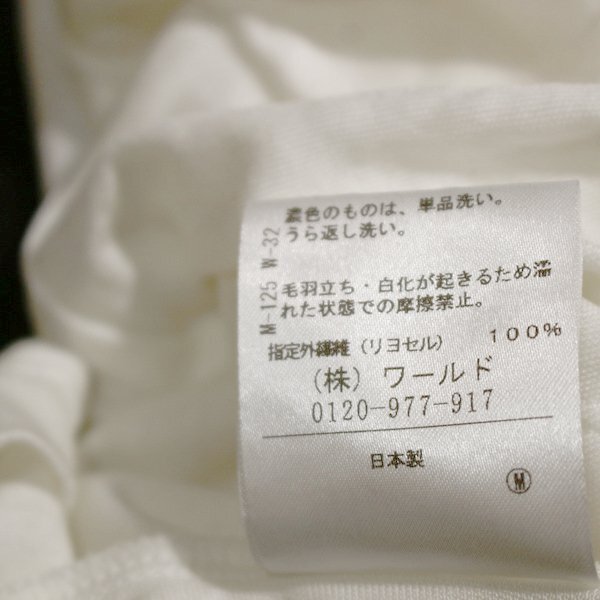 濃色のものは、単品洗い。
うら返し洗い。
M-125 W-32
毛羽立ち・白化が起きるため濡
れた状態での摩擦禁止。
指定外繊維（リヨセル） 100%
（株）ワールド
0120-977-917
日本製
M